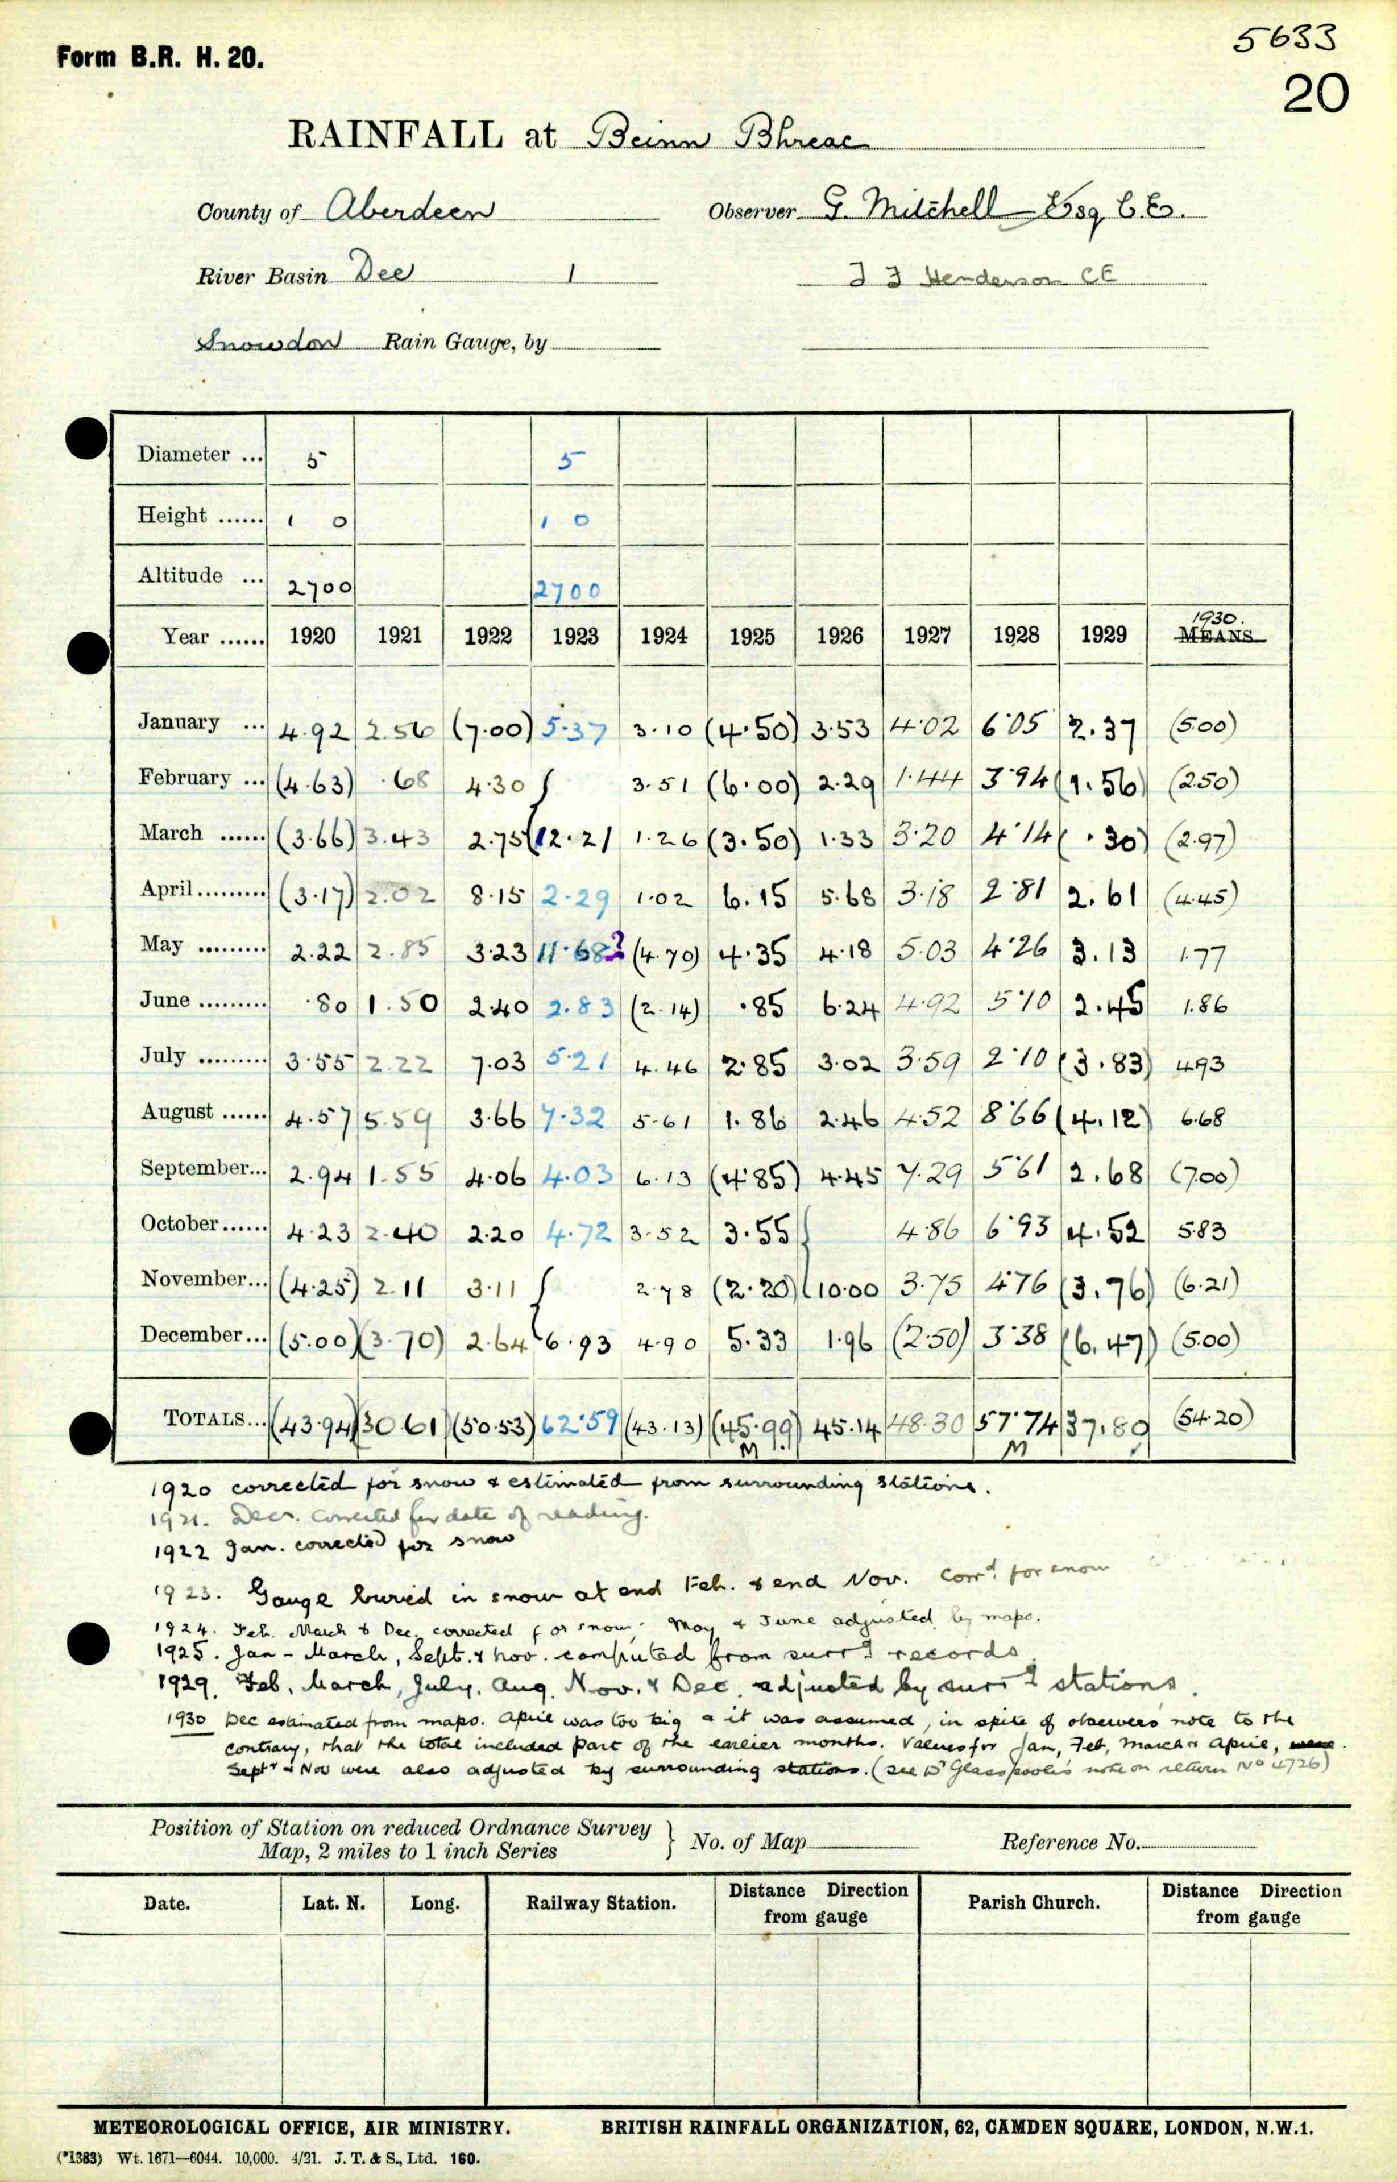 5633
Form B.R. H. 20.
20
RAINFALL at Beinn Bhreac
County of Aberdeen Observer G. Mitchell Esq C.E.
River Basin Dee 1 J J Henderson CE
Snowdon Rain Gauge, by
Diameter ... 5 5
Height ...... 1 0 1 0
Altitude ... 2700 2700
1930.
Year ...... 1920 1921 1922 1923 1924 1925 1926 1927 1928 1929 MEANS
January ... 4.92 2.56 (7.00) 5.37 3.10 (4.50) 3.53 4.02 6.05 2.37 (5.00)
February ... (4.63) .68 4.30 { 3.51 (6.00) 2.29 1.44 3.94 (1.56) (2.50)
March ...... (3.66) 3.43 2.75 (12.21 1.26 (3.50) 1.33 3.20 4.14 (.30) (2.97)
April......... (3.17) 2.02 8.15 2.29 1.02 6.15 5.68 3.18 2.81 2.61 (4.45)
May ......... 2.22 2.85 3.23 11.68? (4.70) 4.35 4.18 5.03 4.26 3.13 1.77
June ......... .80 1.50 2.40 2.83 (2.14) .85 6.24 4.92 5.10 2.45 1.86
July ......... 3.55 2.22 7.03 5.21 4.46 2.85 3.02 3.59 2.10 (3.83) 4.93
August ...... 4.57 5.59 3.66 7.32 5.61 1.86 2.46 4.52 8.66 (4.12) 6.68
September... 2.94 1.55 4.06 4.03 6.13 (4.85) 4.45 7.29 5.61 2.68 (7.00)
October...... 4.23 2.40 2.20 4.72 3.52 3.55 { 4.86 6.93 4.52 5.83
November... (4.25) 2.11 3.11 { 2.78 (2.20) 10.00 3.75 4.76 (3.76) (6.21)
December... (5.00) (3.70) 2.64 6.93 4.90 5.33 1.96 (2.50) 3.38 (6.47) (5.00)
TOTALS... (43.94) (30.61) (50.53) 62.59 (43.13) (45.99) 45.14 48.30 57.74 37.80 (54.20)
M M
1920 corrected for snow & estimated from surrounding stations.
1921. Decr. Corrected for date of reading.
1922 Jan. corrected for snow
1923. Gauge buried in snow at end Feb. & end Nov. Corrd. for snow
1924. Feb. March & Dec. corrected for snow; May & June adjusted by maps.
1925. Jan - March, Sept. & Nov. computed from surrg records
1929. Feb, March, July, Aug. Nov. & Dec. adjusted by surrg stations.
1930 Dec estimated from maps. April was too big & it was assumed, in spite of observers note to the
contrary, that the total included part of the earlier months. Values for Jan, Feb, March & April, were
Sept & Nov were also adjusted by surrounding stations. (see Dr Glasspoole's note on return No 4726)
Position of Station on reduced Ordnance Survey
Map, 2 miles to 1 inch Series } No. of Map Reference No.
Date. Lat. N. Long. Railway Station. Distance Direction from gauge Parish Church. Distance Direction from gauge
METEOROLOGICAL OFFICE, AIR MINISTRY. BRITISH RAINFALL ORGANIZATION, 62, CAMDEN SQUARE, LONDON, N.W.1.
(*1383) Wt. 1671—6044. 10,000. 4/21. J. T. & S., Ltd. 160.